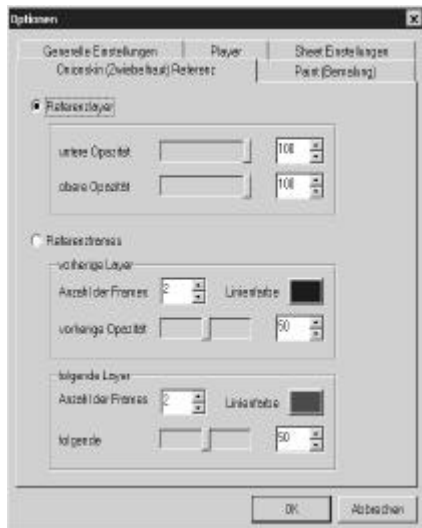 Optionen
Generelle Einstellungen Player Sheet Einstellungen
Onionskin (Zwiebelhaut) Referenz Paint (Bemalung)
Referenzlayer
untere Opazität 100
obere Opazität 100
Referenzframes
vorherige Layer
Anzahl der Frames 2 Linienfarbe
vorherige Opazität 50
folgende Layer
Anzahl der Frames 2 Linienfarbe
folgende 50
OK Abbrechen